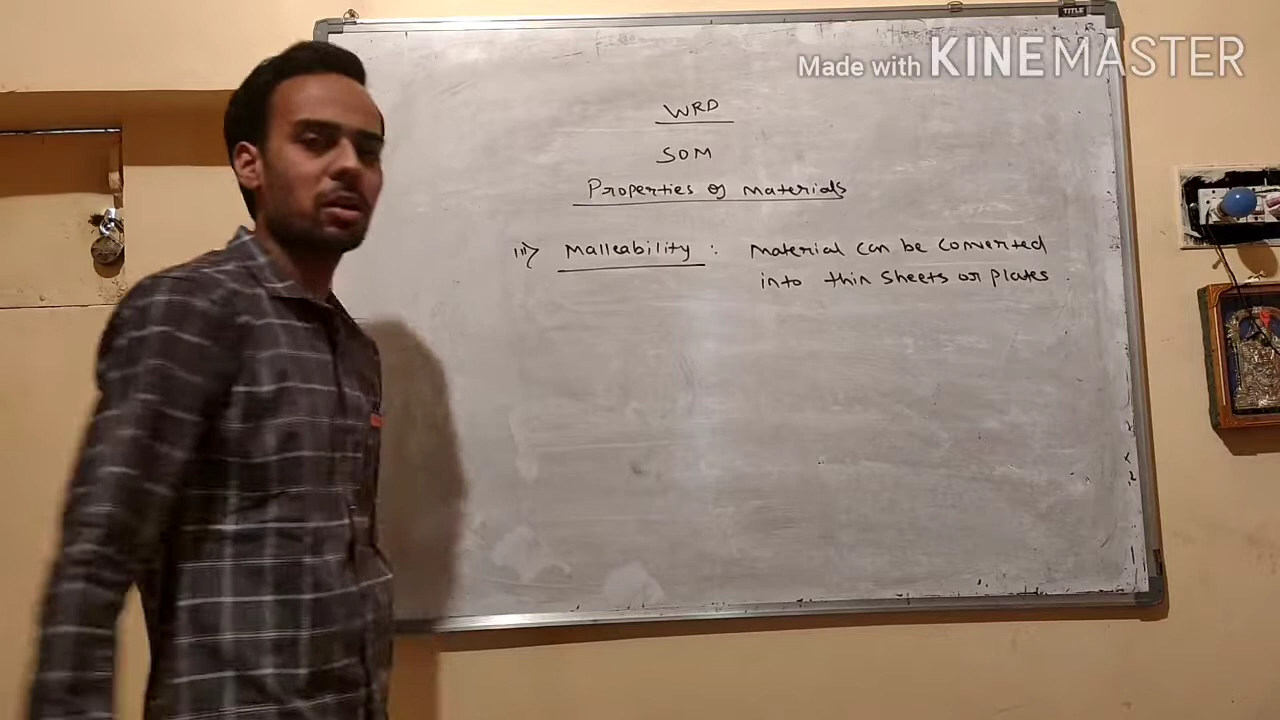 TITLE
Made with KINEMASTER
WRD
SOM
Properties of materials
iii) Malleability : Material can be converted
into thin sheets or plates